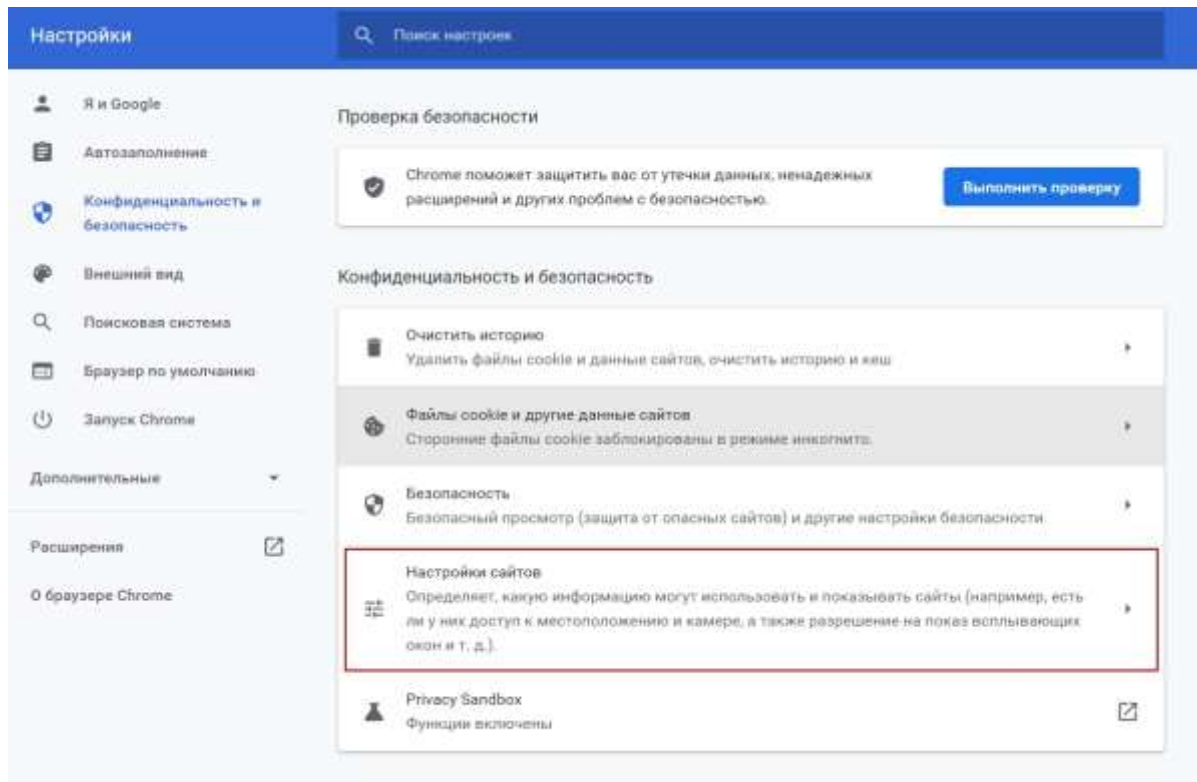 Настройки
Поиск настроек
Я и Google
Автозаполнение
Конфиденциальность и
безопасность
Внешний вид
Поисковая система
Браузер по умолчанию
Запуск Chrome
Дополнительные
Расширения
О браузере Chrome
Проверка безопасности
Chrome поможет защитить вас от утечки данных, ненадежных
расширений и других проблем с безопасностью.
Выполнить проверку
Конфиденциальность и безопасность
Очистить историю
Удалить файлы cookie и данные сайтов, очистить историю и кеш
Файлы cookie и другие данные сайтов
Сторонние файлы cookie заблокированы в режиме инкогнито.
Безопасность
Безопасный просмотр (защита от опасных сайтов) и другие настройки безопасности
Настройки сайтов
Определяет, какую информацию могут использовать и показывать сайты (например, есть
ли у них доступ к местоположению и камере, а также разрешение на показ всплывающих
окон и т. д.).
Privacy Sandbox
Функции включены